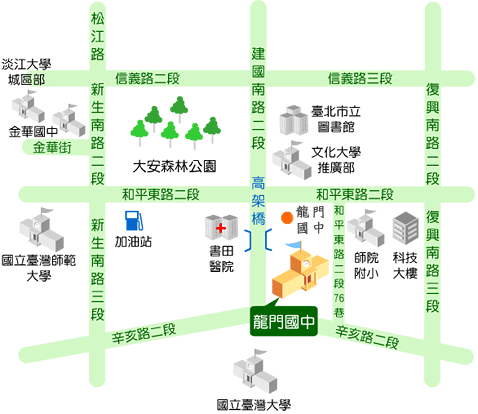 松江路
建國南路二段
淡江大學
城區部
信義路二段
信義路三段
新生南路二段
復興南路二段
金華國中
金華街
大安森林公園
臺北市立
圖書館
文化大學
推廣部
和平東路二段
和平東路二段
高架橋
國立臺灣師範
大學
新生南路三段
加油站
書田
醫院
龍門
國中
和平東路二段76巷
師院
附小
科技
大樓
復興南路二段
龍門國中
辛亥路二段
辛亥路二段
國立臺灣大學